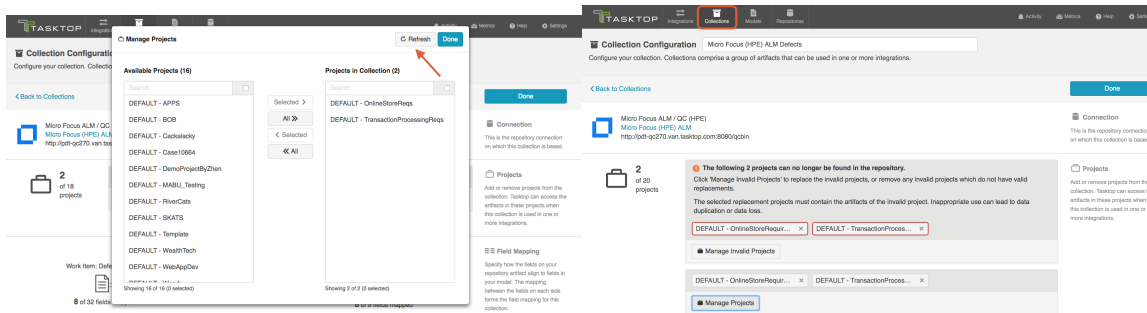 TASKTOP
Integration
Activity
Metrics
Help
Settings
Collection Configuratio
Configure your collection. Collectio
Back to Collections
Done
Micro Focus ALM / QC
Micro Focus (HPE) ALM
http://pdt-qc270.van.tas
2
of 18
projects
Work Item: Defe
8 of 32 fields
Manage Projects
Refresh
Done
Available Projects (16)
Search
DEFAULT - APPS
DEFAULT - BOB
DEFAULT - Cackalacky
DEFAULT - Case10664
DEFAULT - DemoProjectByZhen
DEFAULT - MABU_Testing
DEFAULT - RiverCats
DEFAULT - SKATS
DEFAULT - Template
DEFAULT - WealthTech
DEFAULT - WebAppDev
Showing 16 of 16 (0 selected)
Selected >
All
< Selected
All
Projects in Collection (2)
Search
DEFAULT - OnlineStoreReqs
DEFAULT - TransactionProcessingReqs
Showing 2 of 2 (0 selected)
Connection
This is the repository connection
on which this collection is based.
Projects
Add or remove projects from the
collection. Tasktop can access the
artifacts in these projects when
this collection is used in one or
more integrations.
Field Mapping
Specify how the fields on your
repository artifact align to fields in
your model. The mapping
between the fields on each side
forms the field mapping for this
collection.
TASKTOP
Integrations
Collections
Models
Repositories
Activity
Metrics
Help
Setti
Collection Configuration
Micro Focus (HPE) ALM Defects
Configure your collection. Collections comprise a group of artifacts that can be used in one or more integrations.
Back to Collections
Done
Micro Focus ALM / QC (HPE)
Micro Focus (HPE) ALM
http://pdt-qc270.van.tasktop.com:8080/qcbin
Connection
This is the repository connection
on which this collection is based
2
of 20
projects
The following 2 projects can no longer be found in the repository.
Click 'Manage Invalid Projects' to replace the invalid projects, or remove any invalid projects which do not have valid
replacements.
The selected replacement projects must contain the artifacts of the invalid project. Inappropriate use can lead to data
duplication or data loss.
DEFAULT - OnlineStoreRequir... ×
DEFAULT - TransactionProces... ×
Manage Invalid Projects
DEFAULT - OnlineStoreRequir... ×
DEFAULT - TransactionProces... ×
Manage Projects
Projects
Add or remove projects from the
collection. Tasktop can access t
artifacts in these projects when
this collection is used in one or
more integrations.